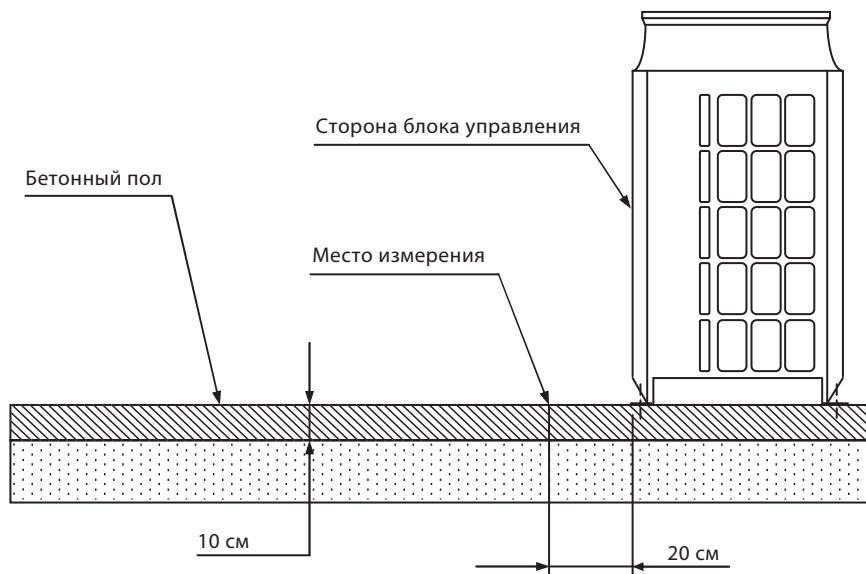 Сторона блока управления
Бетонный пол
Место измерения
10 см
20 см